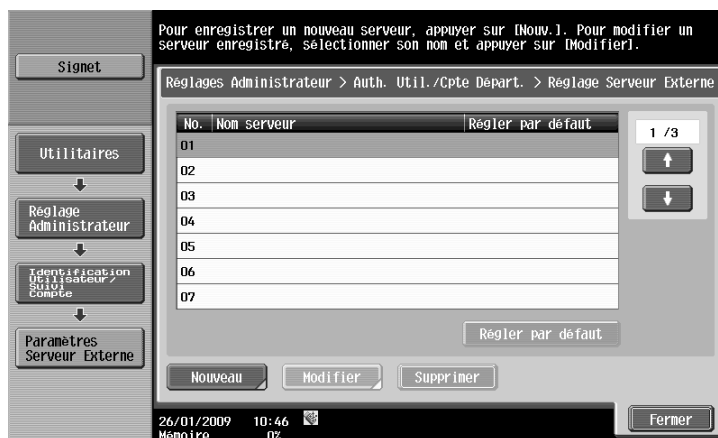 Pour enregistrer un nouveau serveur, appuyer sur [Nouv.]. Pour modifier un
serveur enregistré, sélectionner son nom et appuyer sur [Modifier].
Signet
Réglages Administrateur > Auth. Util./Cpte Départ. > Réglage Serveur Externe
No. Nom serveur Régler par défaut
1 /3
01
02
03
04
05
06
07
Utilitaires
Réglage
Administrateur
Identification
Utilisateur/
Suivi
Compte
Paramètres
Serveur Externe
Régler par défaut
Nouveau Modifier Supprimer
26/01/2009 10:46
Mémoire 0%
Fermer